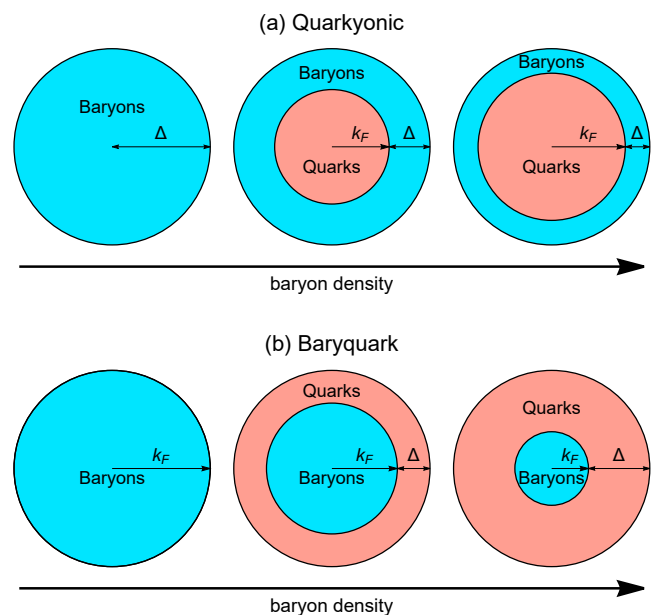 (a) Quarkyonic
Baryons
Δ
Baryons
k_F Δ
Quarks
Baryons
k_F Δ
Quarks
baryon density
(b) Baryquark
k_F
Baryons
Quarks
k_F Δ
Baryons
Quarks
k_F Δ
Baryons
baryon density